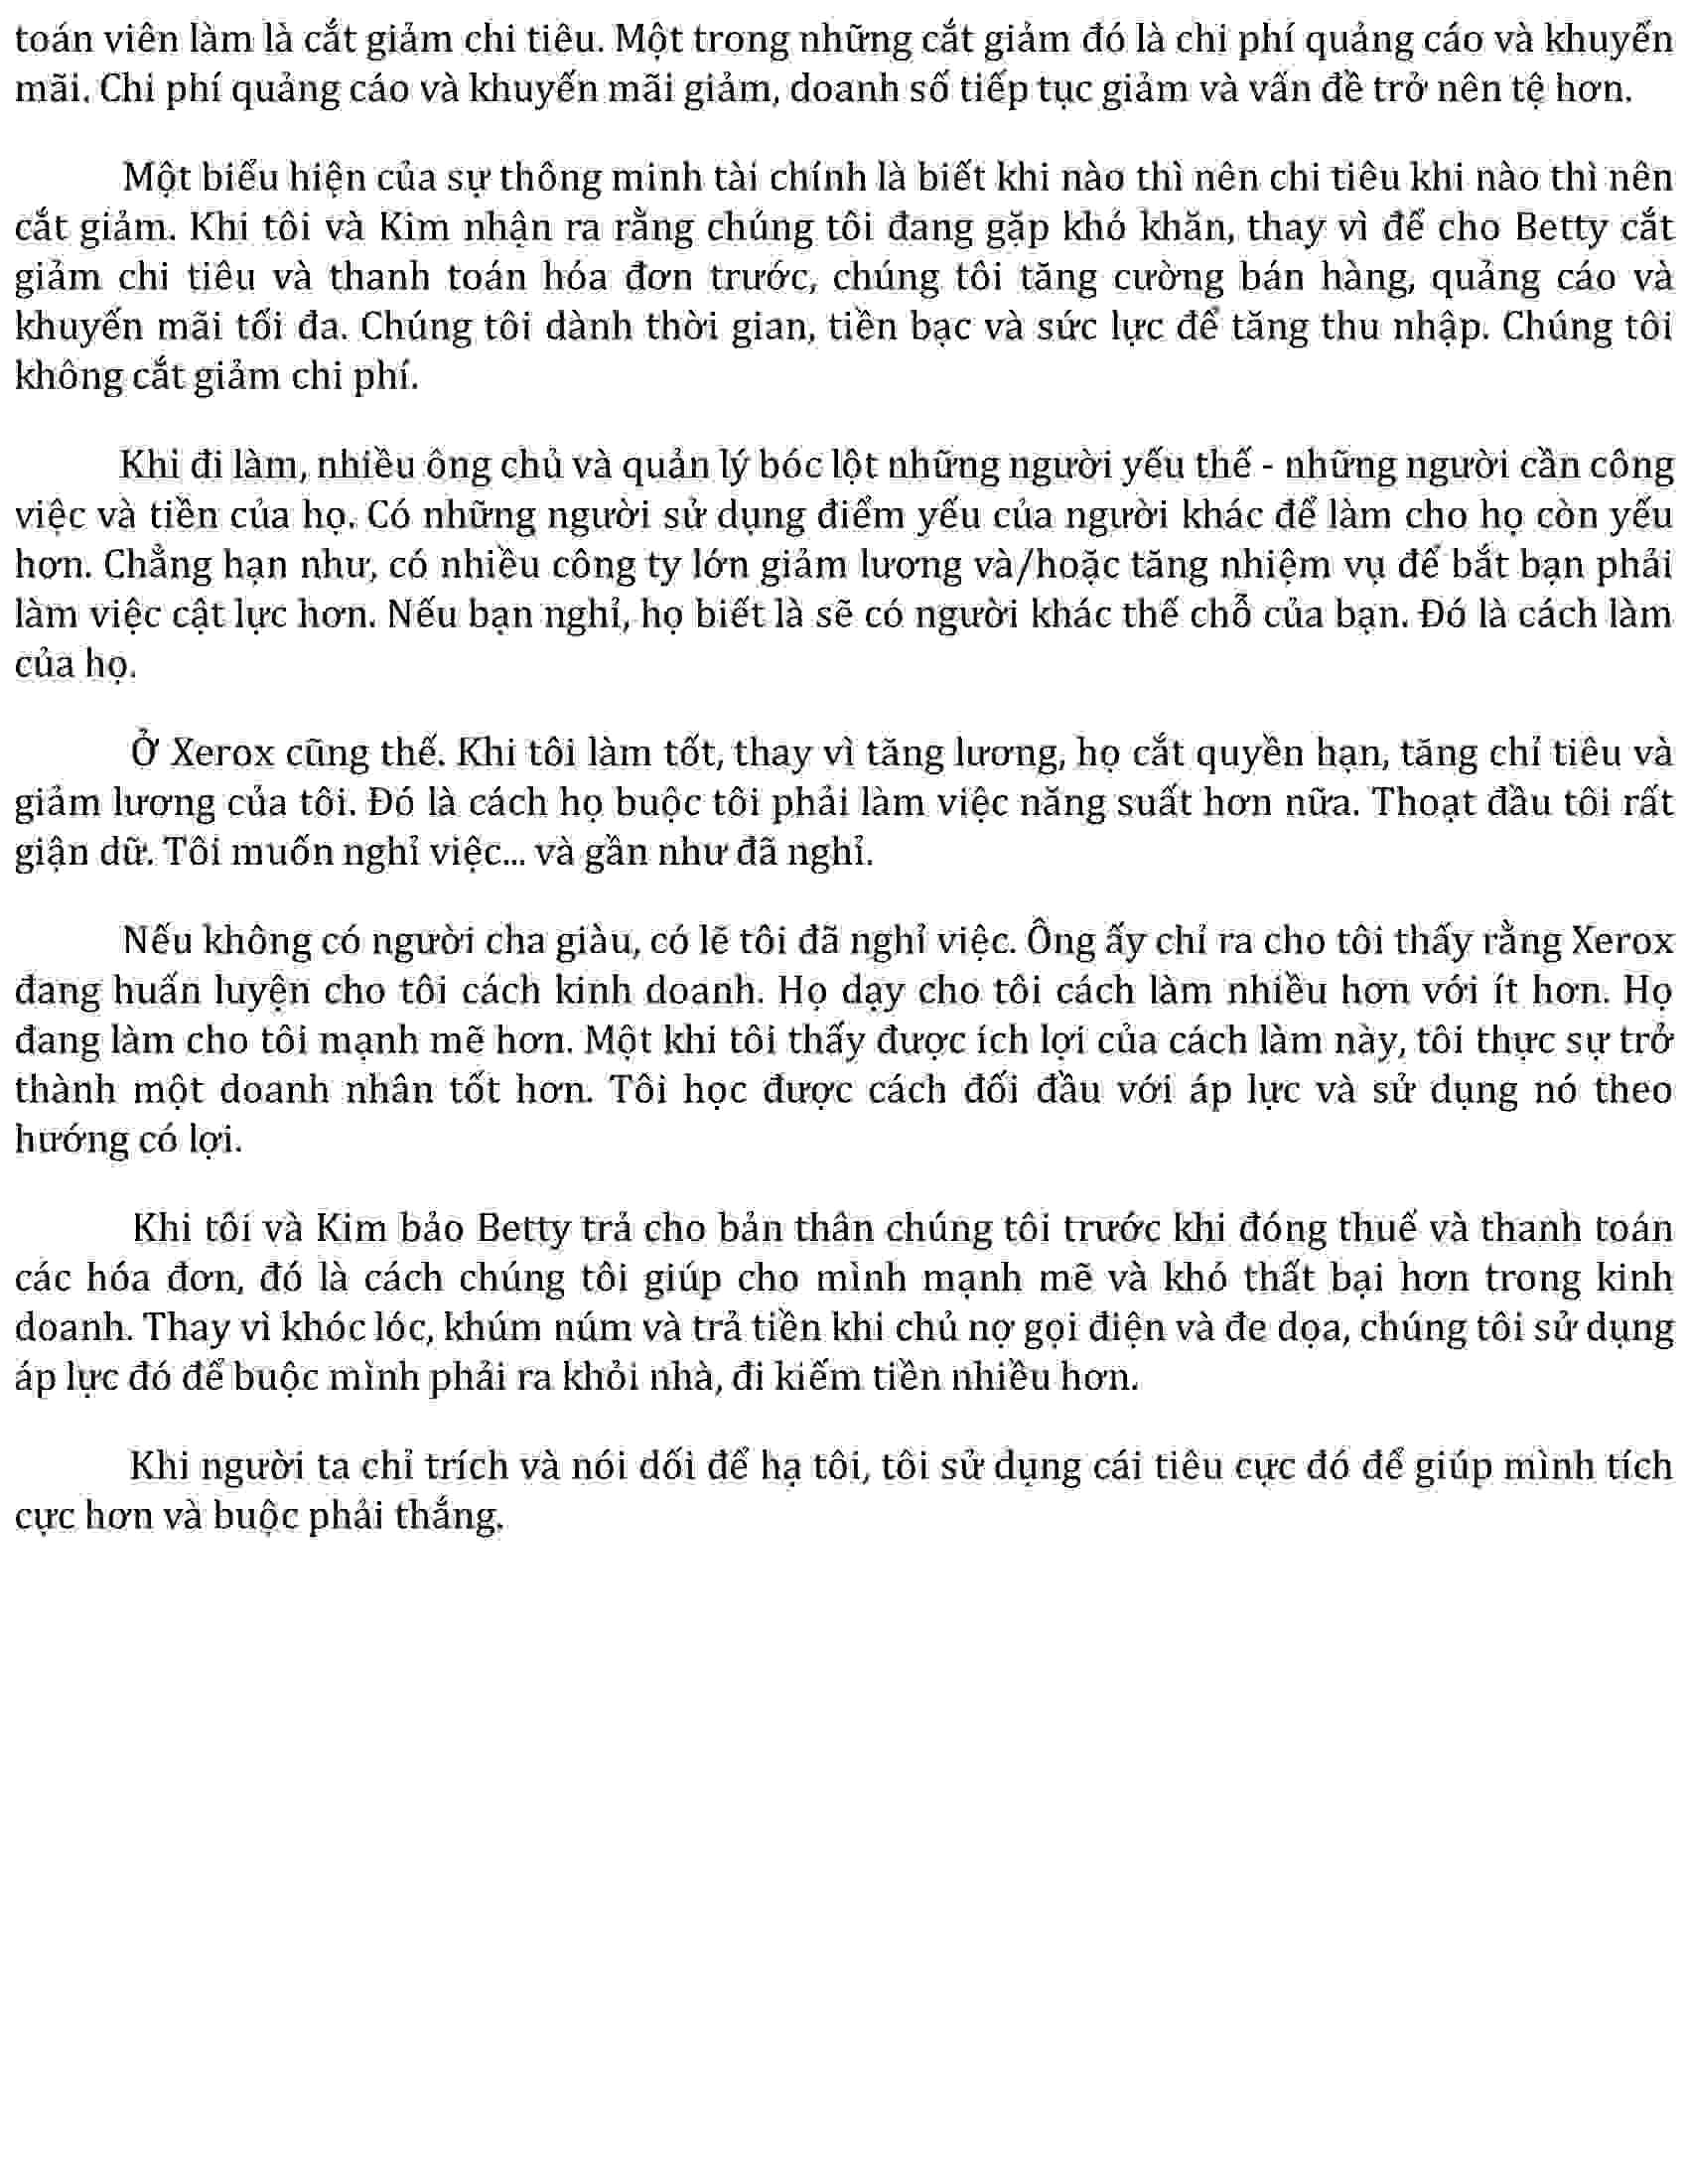 toán viên làm là cắt giảm chi tiêu. Một trong những cắt giảm đó là chi phí quảng cáo và khuyến
mãi. Chi phí quảng cáo và khuyến mãi giảm, doanh số tiếp tục giảm và vấn đề trở nên tệ hơn.
Một biểu hiện của sự thông minh tài chính là biết khi nào thì nên chi tiêu khi nào thì nên
cắt giảm. Khi tôi và Kim nhận ra rằng chúng tôi đang gặp khó khăn, thay vì để cho Betty cắt
giảm chi tiêu và thanh toán hóa đơn trước, chúng tôi tăng cường bán hàng, quảng cáo và
khuyến mãi tối đa. Chúng tôi dành thời gian, tiền bạc và sức lực để tăng thu nhập. Chúng tôi
không cắt giảm chi phí.
Khi đi làm, nhiều ông chủ và quản lý bóc lột những người yếu thế - những người cần công
việc và tiền của họ. Có những người sử dụng điểm yếu của người khác để làm cho họ còn yếu
hơn. Chẳng hạn như, có nhiều công ty lớn giảm lương và/hoặc tăng nhiệm vụ để bắt bạn phải
làm việc cật lực hơn. Nếu bạn nghỉ, họ biết là sẽ có người khác thế chỗ của bạn. Đó là cách làm
của họ.
Ở Xerox cũng thế. Khi tôi làm tốt, thay vì tăng lương, họ cắt quyền hạn, tăng chỉ tiêu và
giảm lương của tôi. Đó là cách họ buộc tôi phải làm việc năng suất hơn nữa. Thoạt đầu tôi rất
giận dữ. Tôi muốn nghỉ việc... và gần như đã nghỉ.
Nếu không có người cha giàu, có lẽ tôi đã nghỉ việc. Ông ấy chỉ ra cho tôi thấy rằng Xerox
đang huấn luyện cho tôi cách kinh doanh. Họ dạy cho tôi cách làm nhiều hơn với ít hơn. Họ
đang làm cho tôi mạnh mẽ hơn. Một khi tôi thấy được ích lợi của cách làm này, tôi thực sự trở
thành một doanh nhân tốt hơn. Tôi học được cách đối đầu với áp lực và sử dụng nó theo
hướng có lợi.
Khi tôi và Kim bảo Betty trả cho bản thân chúng tôi trước khi đóng thuế và thanh toán
các hóa đơn, đó là cách chúng tôi giúp cho mình mạnh mẽ và khó thất bại hơn trong kinh
doanh. Thay vì khóc lóc, khúm núm và trả tiền khi chủ nợ gọi điện và đe dọa, chúng tôi sử dụng
áp lực đó để buộc mình phải ra khỏi nhà, đi kiếm tiền nhiều hơn.
Khi người ta chỉ trích và nói dối để hạ tôi, tôi sử dụng cái tiêu cực đó để giúp mình tích
cực hơn và buộc phải thắng.